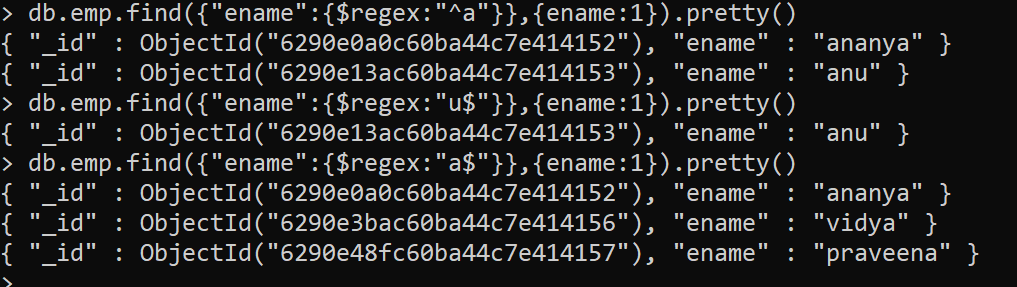 > db.emp.find({"ename":{$regex:"^a"}},{ename:1}).pretty()
{ "_id" : ObjectId("6290e0a0c60ba44c7e414152"), "ename" : "ananya" }
{ "_id" : ObjectId("6290e13ac60ba44c7e414153"), "ename" : "anu" }
> db.emp.find({"ename":{$regex:"u$"}},{ename:1}).pretty()
{ "_id" : ObjectId("6290e13ac60ba44c7e414153"), "ename" : "anu" }
> db.emp.find({"ename":{$regex:"a$"}},{ename:1}).pretty()
{ "_id" : ObjectId("6290e0a0c60ba44c7e414152"), "ename" : "ananya" }
{ "_id" : ObjectId("6290e3bac60ba44c7e414156"), "ename" : "vidya" }
{ "_id" : ObjectId("6290e48fc60ba44c7e414157"), "ename" : "praveena" }
>